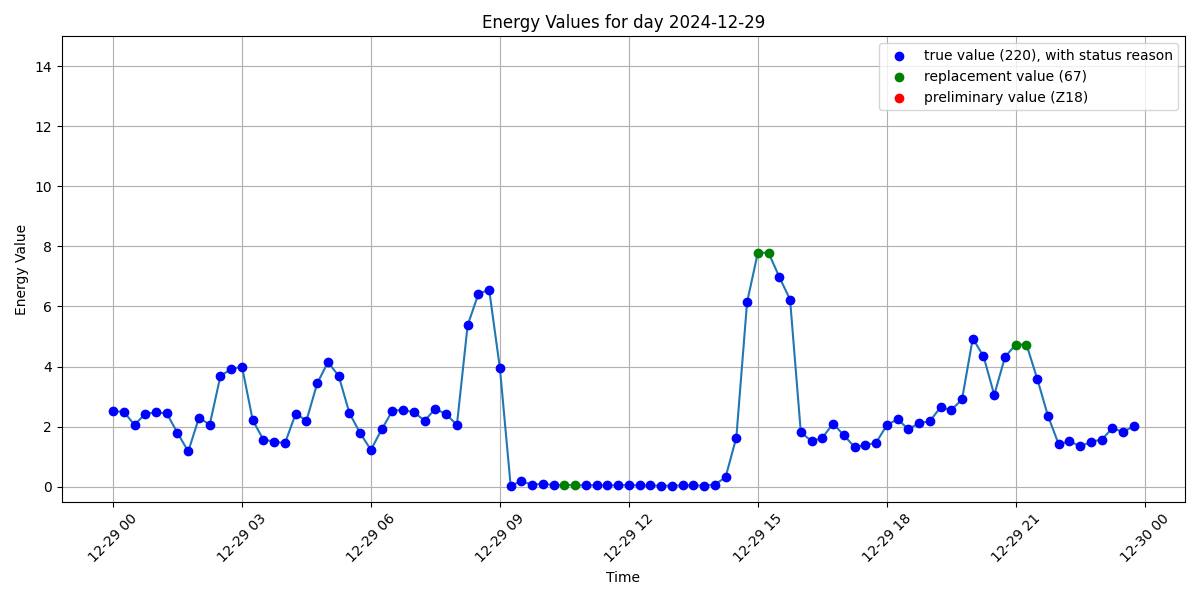 Energy Values for day 2024-12-29
true value (220), with status reason
replacement value (67)
preliminary value (Z18)
Energy Value
14
12
10
8
6
4
2
0
12-29 00
12-29 03
12-29 06
12-29 09
12-29 12
12-29 15
12-29 18
12-29 21
12-30 00
Time